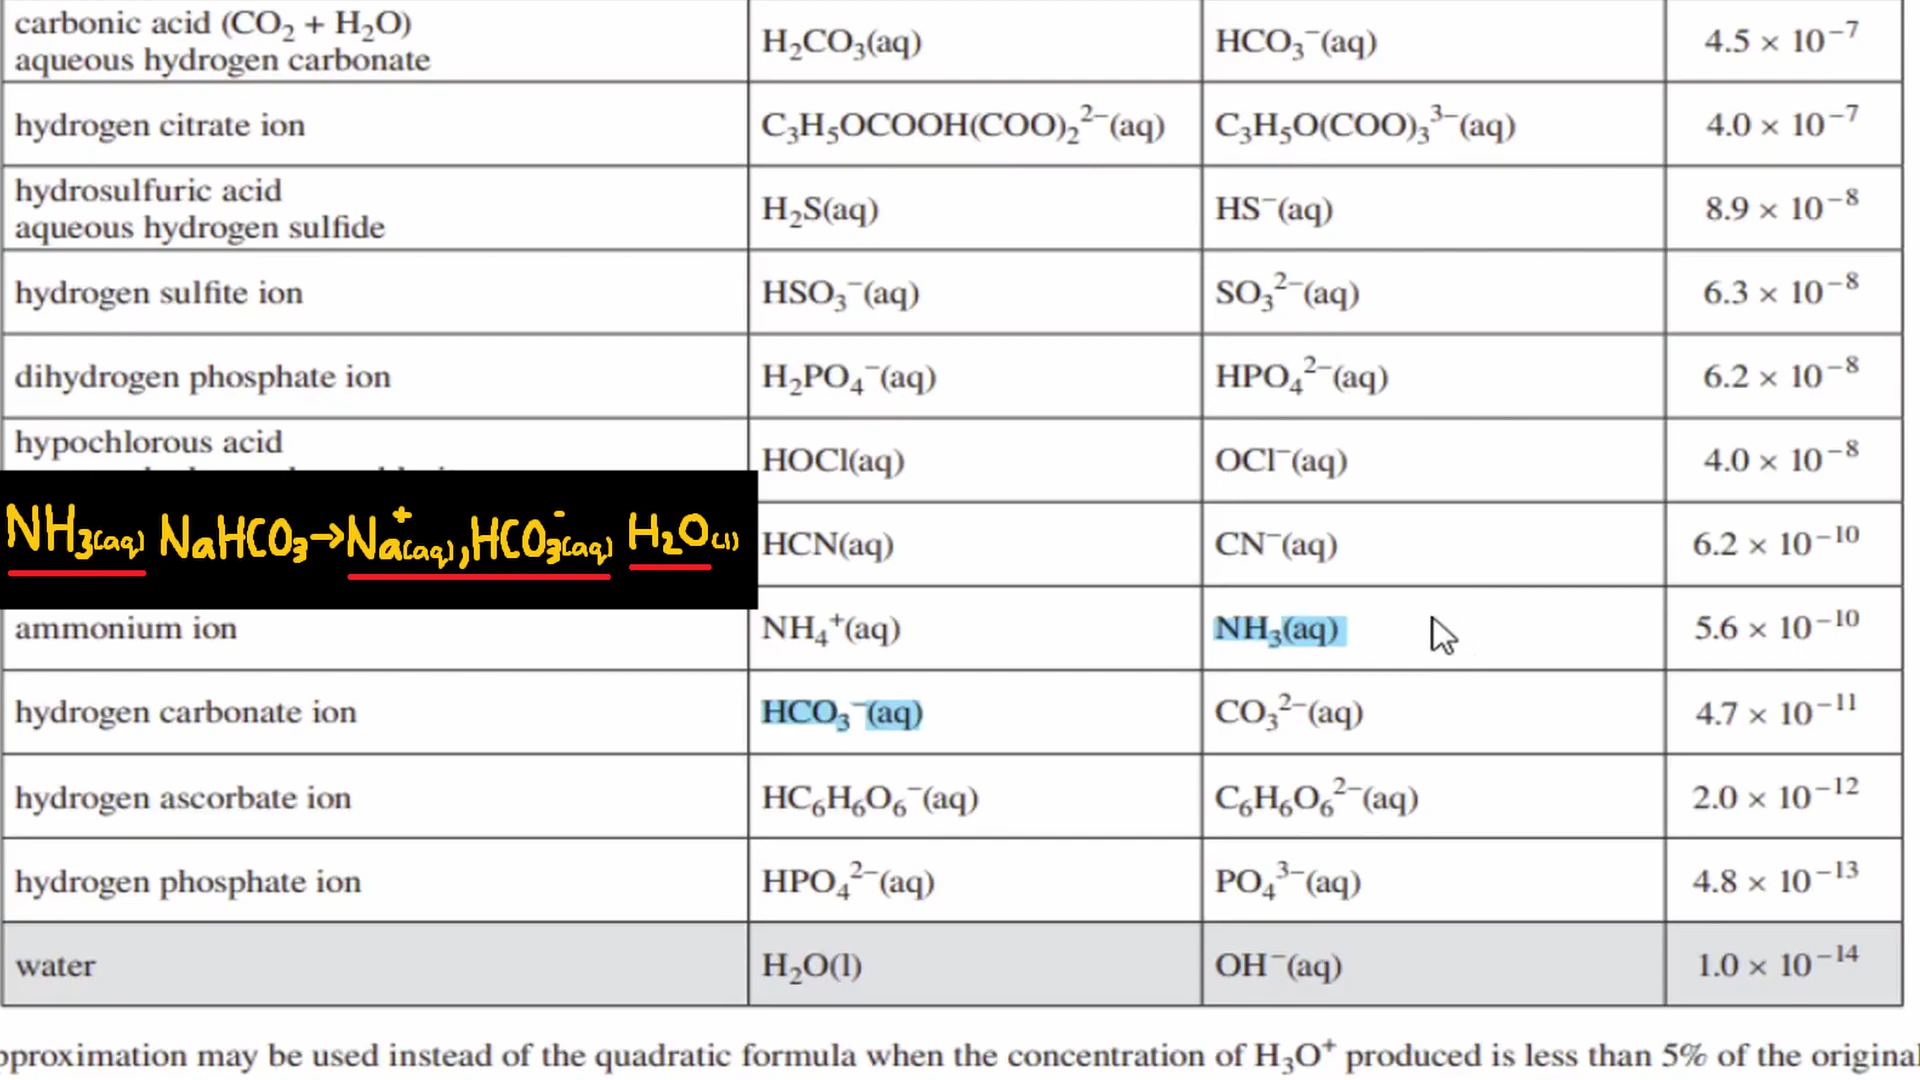 carbonic acid (CO₂ + H₂O)
aqueous hydrogen carbonate
H₂CO₃(aq)
HCO₃⁻(aq)
4.5 × 10⁻⁷
hydrogen citrate ion
C₃H₅OCOOH(COO)₂²⁻(aq)
C₃H₅O(COO)₃³⁻(aq)
4.0 × 10⁻⁷
hydrosulfuric acid
aqueous hydrogen sulfide
H₂S(aq)
HS⁻(aq)
8.9 × 10⁻⁸
hydrogen sulfite ion
HSO₃⁻(aq)
SO₃²⁻(aq)
6.3 × 10⁻⁸
dihydrogen phosphate ion
H₂PO₄⁻(aq)
HPO₄²⁻(aq)
6.2 × 10⁻⁸
hypochlorous acid
HOCl(aq)
OCl⁻(aq)
4.0 × 10⁻⁸
NH₃(aq) NaHCO₃→Na⁺(aq),HCO₃⁻(aq) H₂O(l)
HCN(aq)
CN⁻(aq)
6.2 × 10⁻¹⁰
ammonium ion
NH₄⁺(aq)
NH₃(aq)
5.6 × 10⁻¹⁰
hydrogen carbonate ion
HCO₃⁻(aq)
CO₃²⁻(aq)
4.7 × 10⁻¹¹
hydrogen ascorbate ion
HC₆H₆O₆⁻(aq)
C₆H₆O₆²⁻(aq)
2.0 × 10⁻¹²
hydrogen phosphate ion
HPO₄²⁻(aq)
PO₄³⁻(aq)
4.8 × 10⁻¹³
water
H₂O(l)
OH⁻(aq)
1.0 × 10⁻¹⁴
pproximation may be used instead of the quadratic formula when the concentration of H₃O⁺ produced is less than 5% of the original